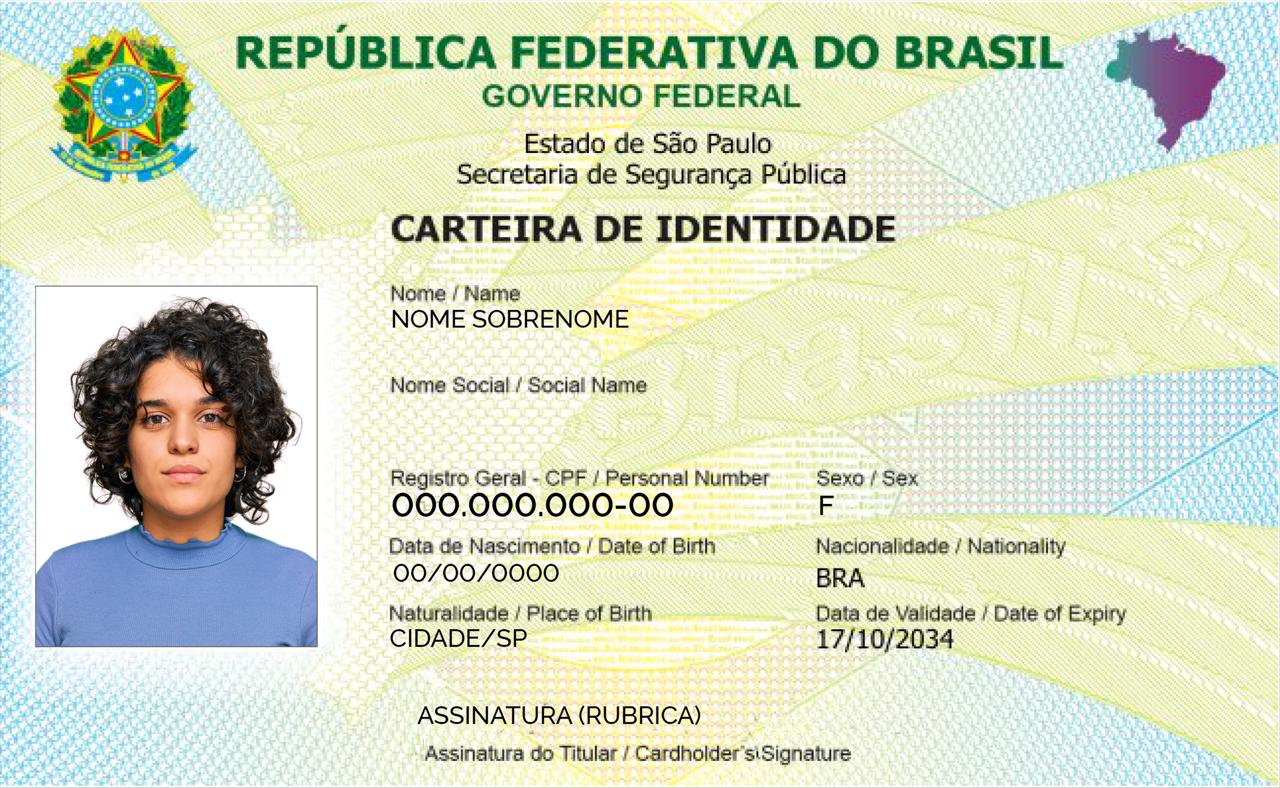 REPÚBLICA FEDERATIVA DO BRASIL
GOVERNO FEDERAL
Estado de São Paulo
Secretaria de Segurança Pública
CARTEIRA DE IDENTIDADE
Nome / Name
NOME SOBRENOME
Nome Social / Social Name
Registro Geral - CPF / Personal Number Sexo / Sex
000.000.000-00 F
Data de Nascimento / Date of Birth Nacionalidade / Nationality
00/00/0000 BRA
Naturalidade / Place of Birth Data de Validade / Date of Expiry
CIDADE/SP 17/10/2034
ASSINATURA (RUBRICA)
Assinatura do Titular / Cardholder's Signature